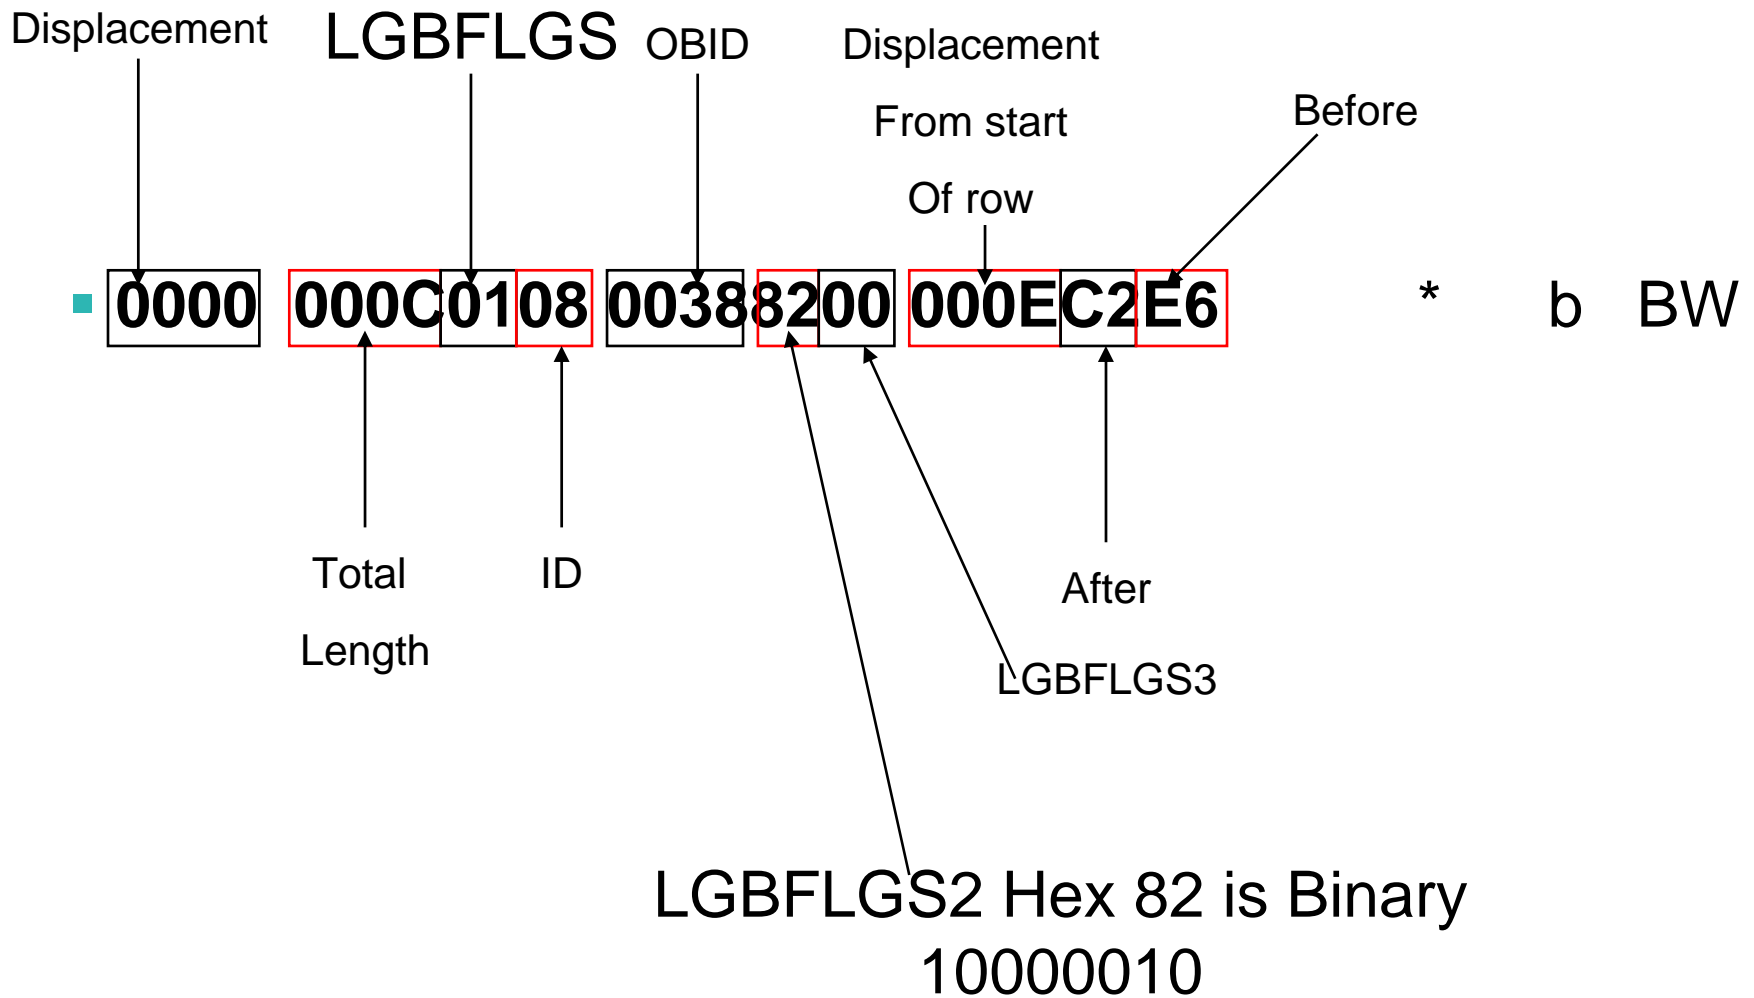 Displacement
LGBFLGS
OBID
Displacement
From start
Of row
Before
0000 000C0108 00388200 000EC2E6 * b BW
Total
Length
ID
After
LGBFLGS3
LGBFLGS2 Hex 82 is Binary
10000010